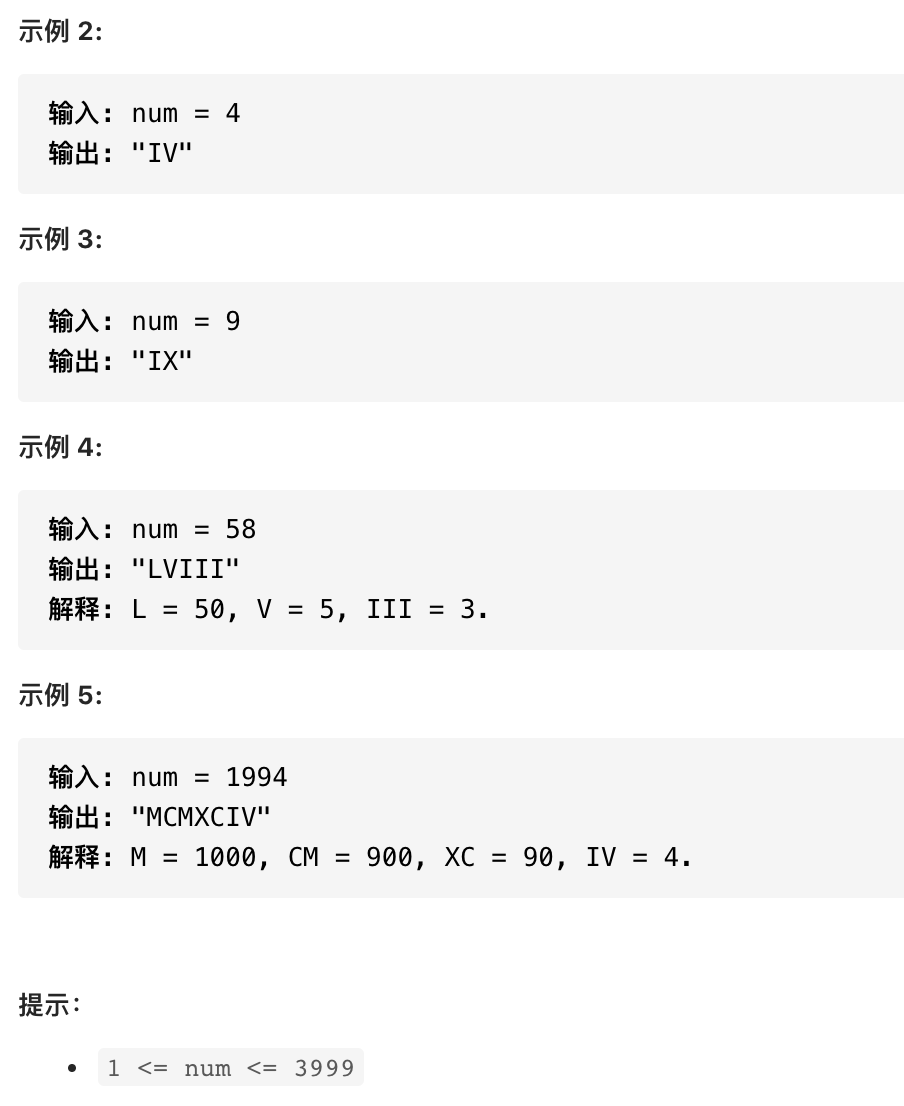 示例 2:
输入: num = 4
输出: "IV"
示例 3:
输入: num = 9
输出: "IX"
示例 4:
输入: num = 58
输出: "LVIII"
解释: L = 50, V = 5, III = 3.
示例 5:
输入: num = 1994
输出: "MCMXCIV"
解释: M = 1000, CM = 900, XC = 90, IV = 4.
提示：
• 1 <= num <= 3999